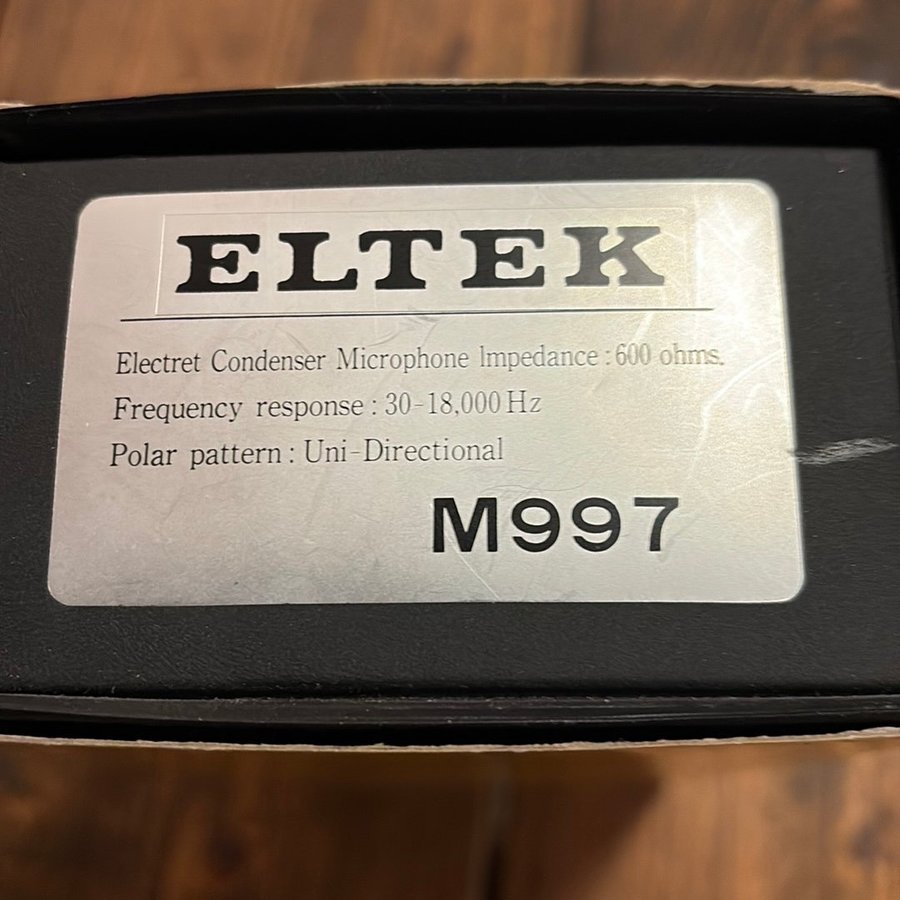 ELTEK
Electret Condenser Microphone Impedance : 600 ohms.
Frequency response : 30-18,000 Hz
Polar pattern : Uni-Directional
M997